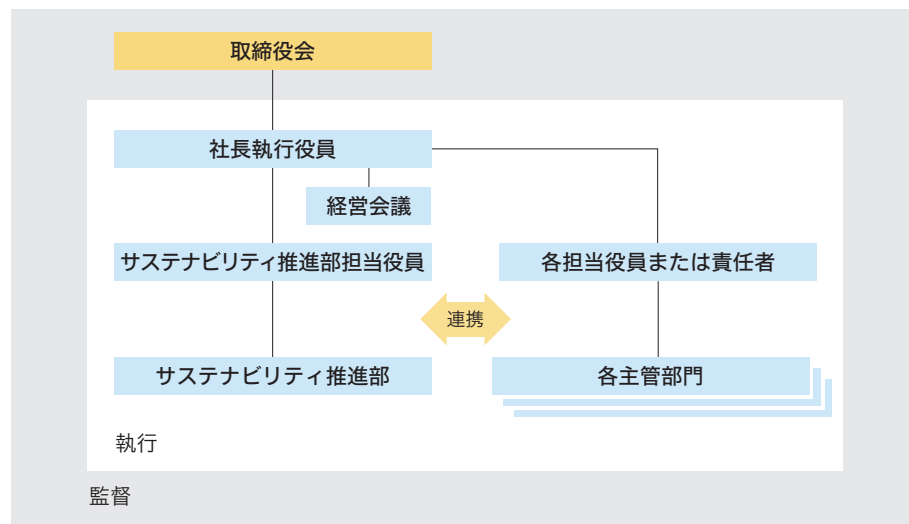 取締役会
社長執行役員
経営会議
サステナビリティ推進部担当役員
各担当役員または責任者
連携
サステナビリティ推進部
各主管部門
執行
監督